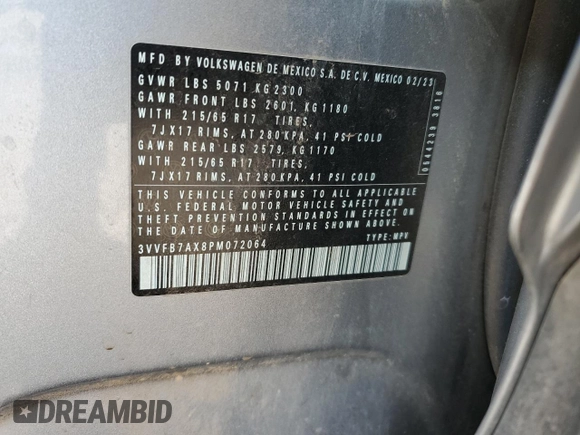 MFD BY VOLKSWAGEN DE MEXICO S.A. DE C.V. MEXICO 02/23
GVWR LBS 5071 KG 2300
GAWR FRONT LBS 2601, KG 1180
WITH 215/65 R17 TIRES,
7JX17 RIMS, AT 280 KPA, 41 PSI COLD
GAWR REAR LBS 2579, KG 1170
WITH 215/65 R17 TIRES,
7JX17 RIMS, AT 280 KPA, 41 PSI COLD
THIS VEHICLE CONFORMS TO ALL APPLICABLE
U.S. FEDERAL MOTOR VEHICLE SAFETY AND
THEFT PREVENTION STANDARDS IN EFFECT ON
THE DATE OF MANUFACTURE SHOWN ABOVE
3VVFB7AX8PM072064 TYPE: MPV
0644239 3816
DREAMBID